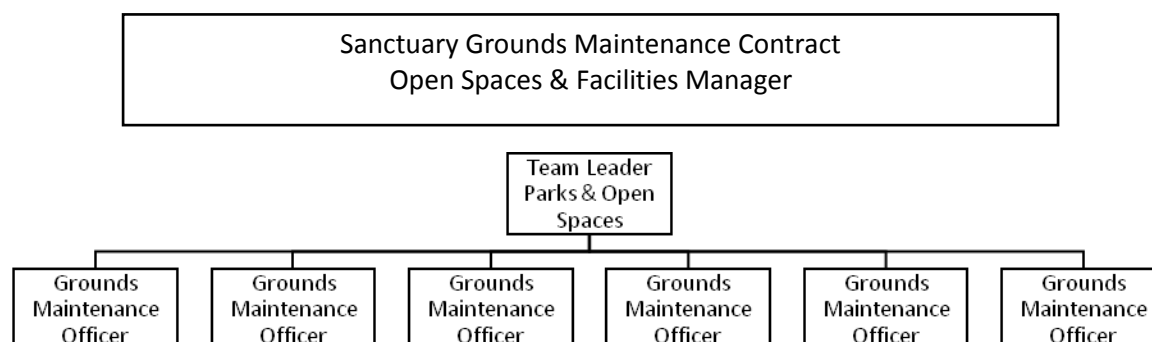 Sanctuary Grounds Maintenance Contract
Open Spaces & Facilities Manager
Team Leader
Parks & Open
Spaces
Grounds
Maintenance
Officer
Grounds
Maintenance
Officer
Grounds
Maintenance
Officer
Grounds
Maintenance
Officer
Grounds
Maintenance
Officer
Grounds
Maintenance
Officer